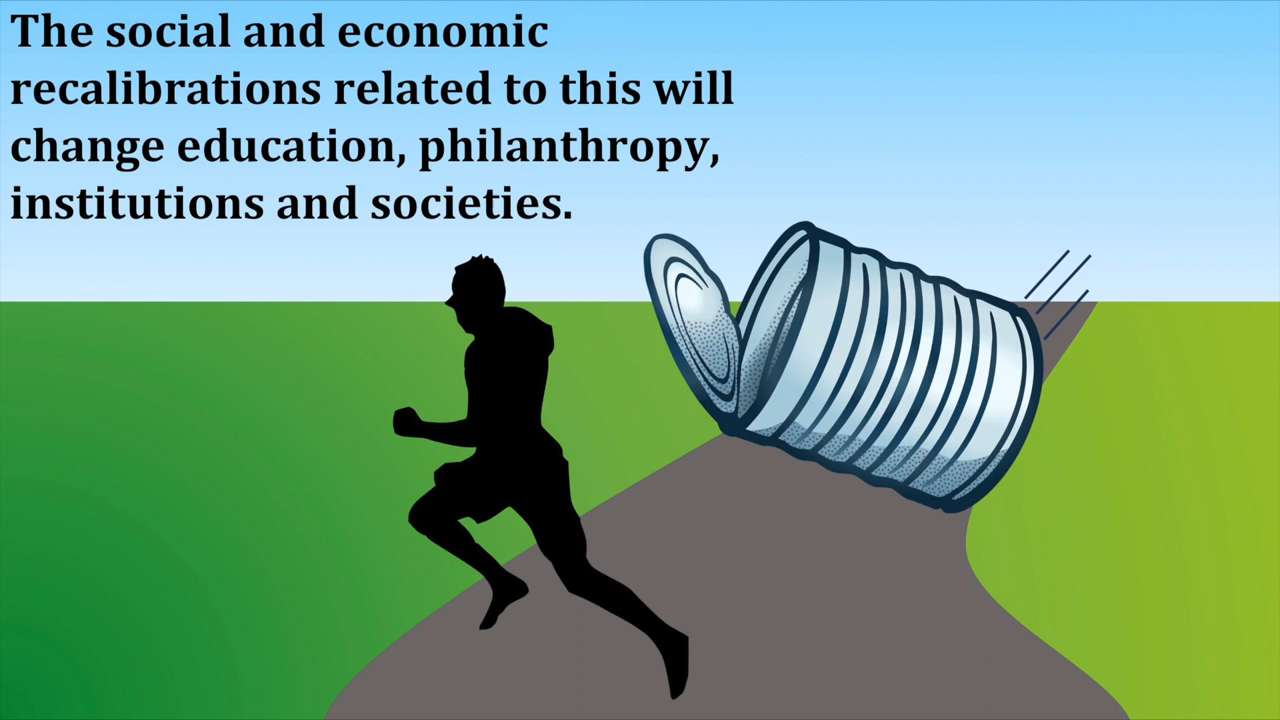 The social and economic
recalibrations related to this will
change education, philanthropy,
institutions and societies.